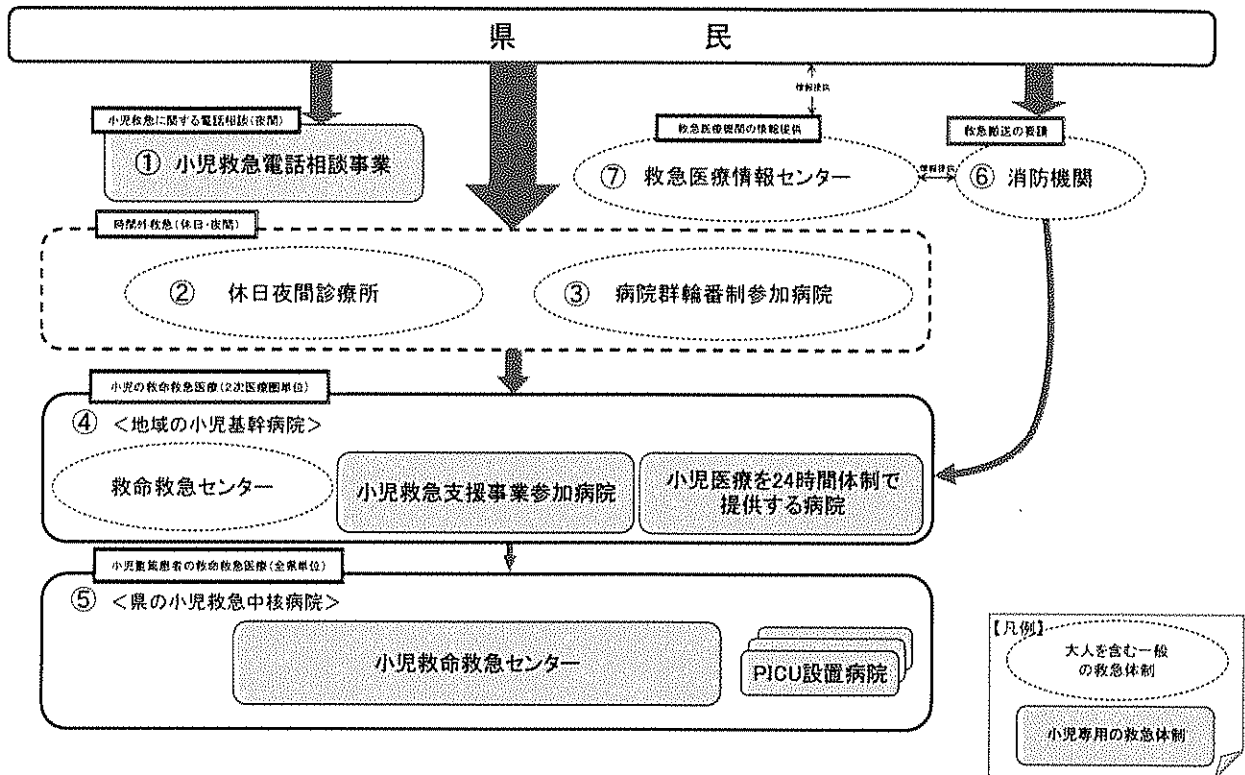 県　民
情報提供
小児救急に関する電話相談(夜間)
① 小児救急電話相談事業
救急医療機関の情報提供
⑦ 救急医療情報センター
情報提供
救急搬送の要請
⑥ 消防機関
時間外救急(休日・夜間)
② 休日夜間診療所
③ 病院群輪番制参加病院
小児の救命救急医療(2次医療圏単位)
④ <地域の小児基幹病院>
救命救急センター
小児救急支援事業参加病院
小児医療を24時間体制で
提供する病院
小児重篤患者の救命救急医療(全県単位)
⑤ <県の小児救急中核病院>
小児救命救急センター
PICU設置病院
【凡例】
大人を含む一般
の救急体制
小児専用の救急体制